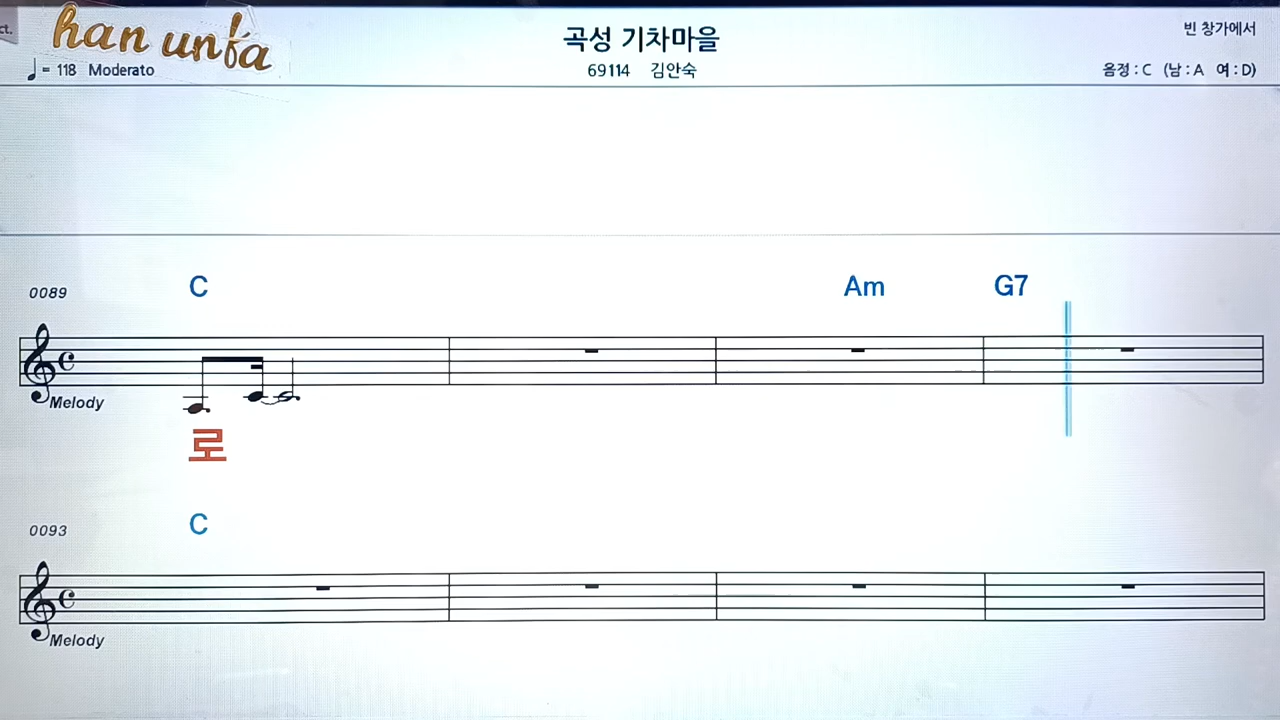 ct.
han unfa
곡성 기차마을
빈 창가에서
♩= 118 Moderato
69114 김안숙
음정 : C (남 : A 여 : D)
0089 C Am G7
Melody
로
0093 C
Melody